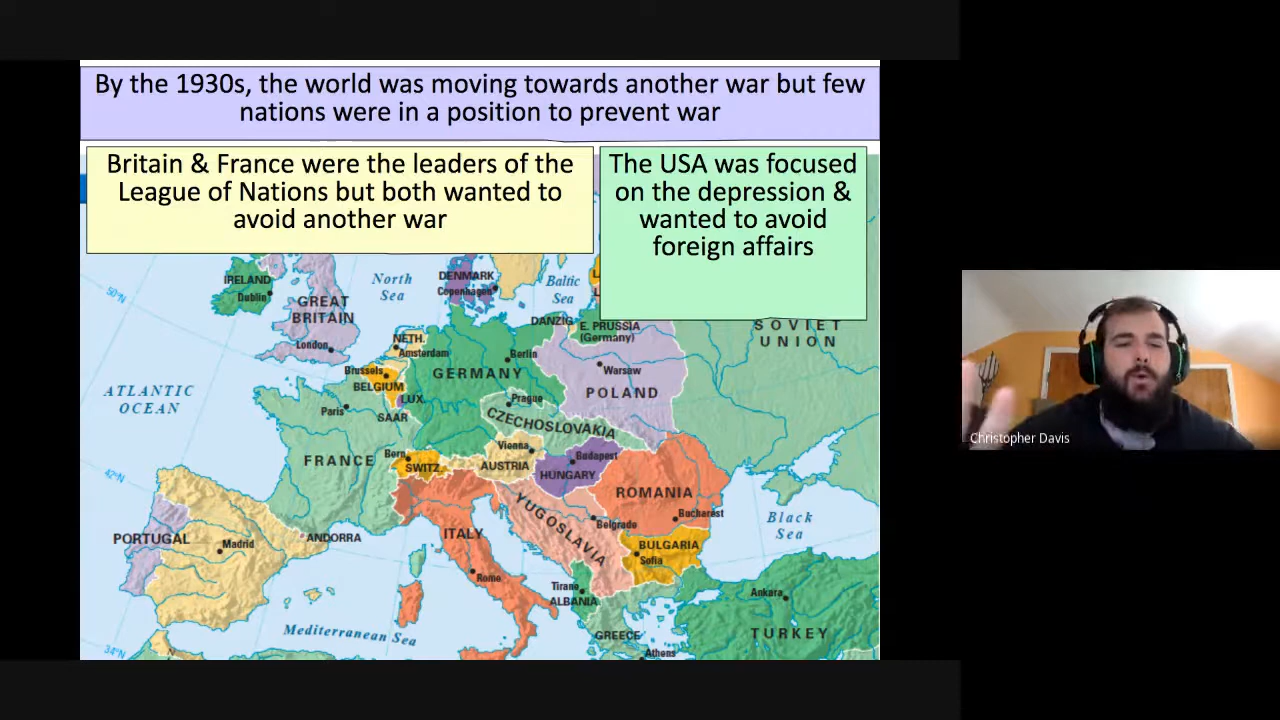 By the 1930s, the world was moving towards another war but few
nations were in a position to prevent war
Britain & France were the leaders of the
League of Nations but both wanted to
avoid another war
The USA was focused
on the depression &
wanted to avoid
foreign affairs
IRELAND
Dublin
North
Sea
DENMARK
Copenhagen
Baltic
Sea
50°N
GREAT
BRITAIN
London
NETH.
Amsterdam
DANZIG
E. PRUSSIA
(Germany)
SOVIET
UNION
Berlin
Brussels
BELGIUM
GERMANY
Warsaw
POLAND
ATLANTIC
OCEAN
LUX.
Paris
SAAR
Prague
CZECHOSLOVAKIA
Vienna
Bern
SWITZ
AUSTRIA
Budapest
HUNGARY
FRANCE
42°N
ROMANIA
Bucharest
YUGOSLAVIA
Belgrade
Black
Sea
PORTUGAL
Madrid
ANDORRA
ITALY
BULGARIA
Sofia
Rome
Tirane
ALBANIA
Ankara
TURKEY
Mediterranean Sea
GREECE
Athens
34°N
Christopher Davis